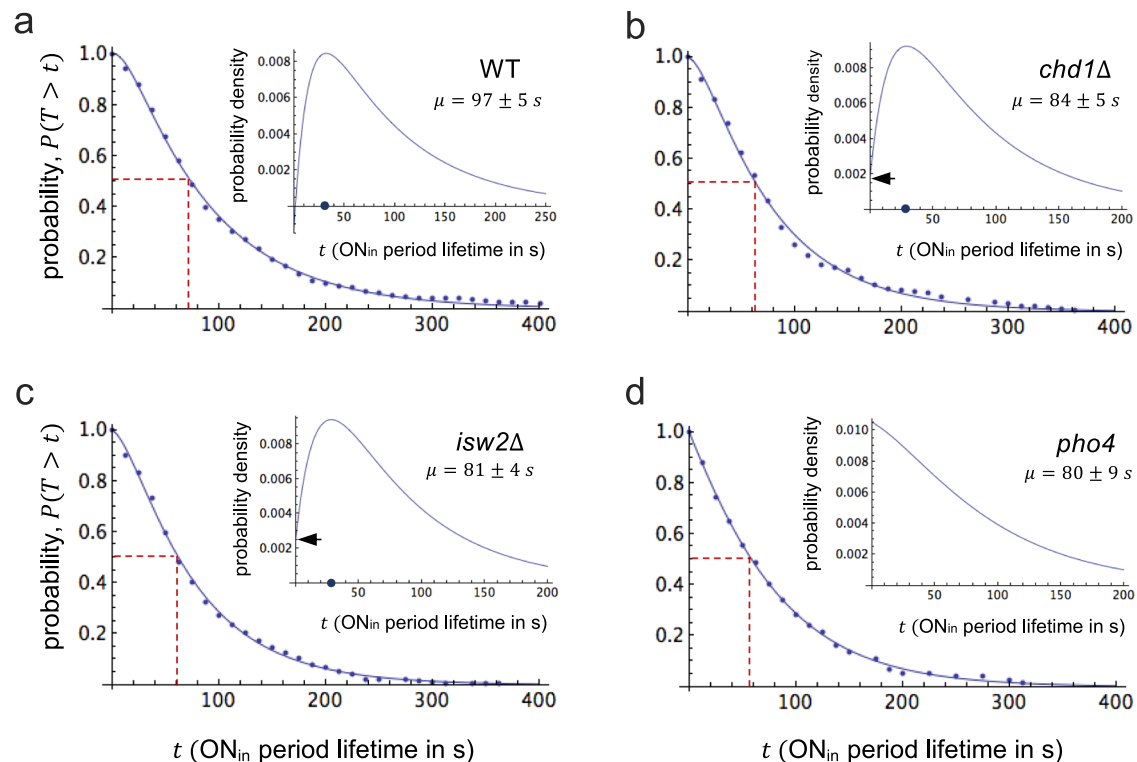 a
probability, P(T > t)
1.0
0.8
0.6
0.4
0.2
100
200
300
400
probability density
0.008
0.006
0.004
0.002
50
100
150
200
250
WT
μ = 97 ± 5 s
t (ONin period lifetime in s)
b
1.0
0.8
0.6
0.4
0.2
100
200
300
400
probability density
0.008
0.006
0.004
0.002
50
100
150
200
chd1Δ
μ = 84 ± 5 s
t (ONin period lifetime in s)
c
probability, P(T > t)
1.0
0.8
0.6
0.4
0.2
100
200
300
400
probability density
0.008
0.006
0.004
0.002
50
100
150
200
isw2Δ
μ = 81 ± 4 s
t (ONin period lifetime in s)
t (ONin period lifetime in s)
d
1.0
0.8
0.6
0.4
0.2
100
200
300
400
probability density
0.010
0.008
0.006
0.004
0.002
50
100
150
200
pho4
μ = 80 ± 9 s
t (ONin period lifetime in s)
t (ONin period lifetime in s)